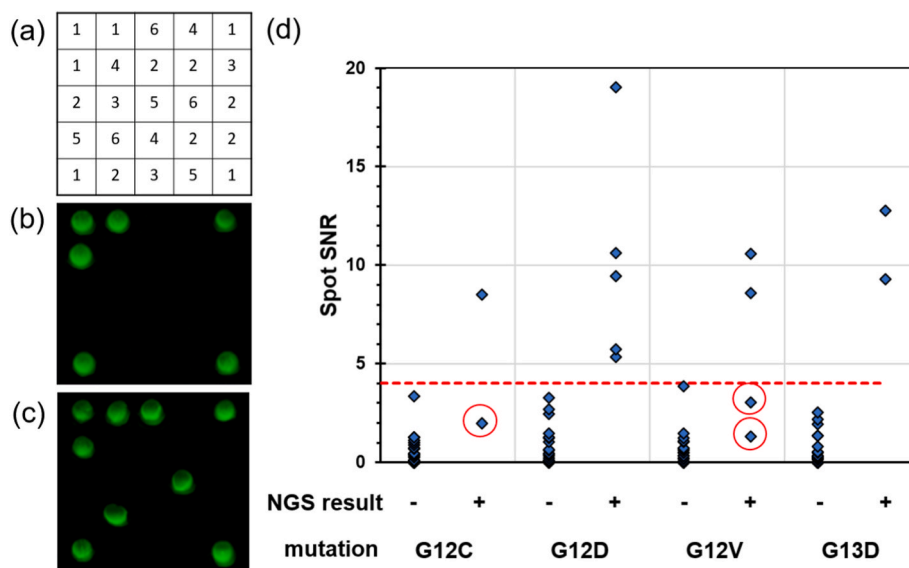 (a)
1 1 6 4 1
1 4 2 2 3
2 3 5 6 2
5 6 4 2 2
1 2 3 5 1
(b)
(c)
(d)
20
15
10
5
0
Spot SNR
NGS result - + - + - + - +
mutation G12C G12D G12V G13D